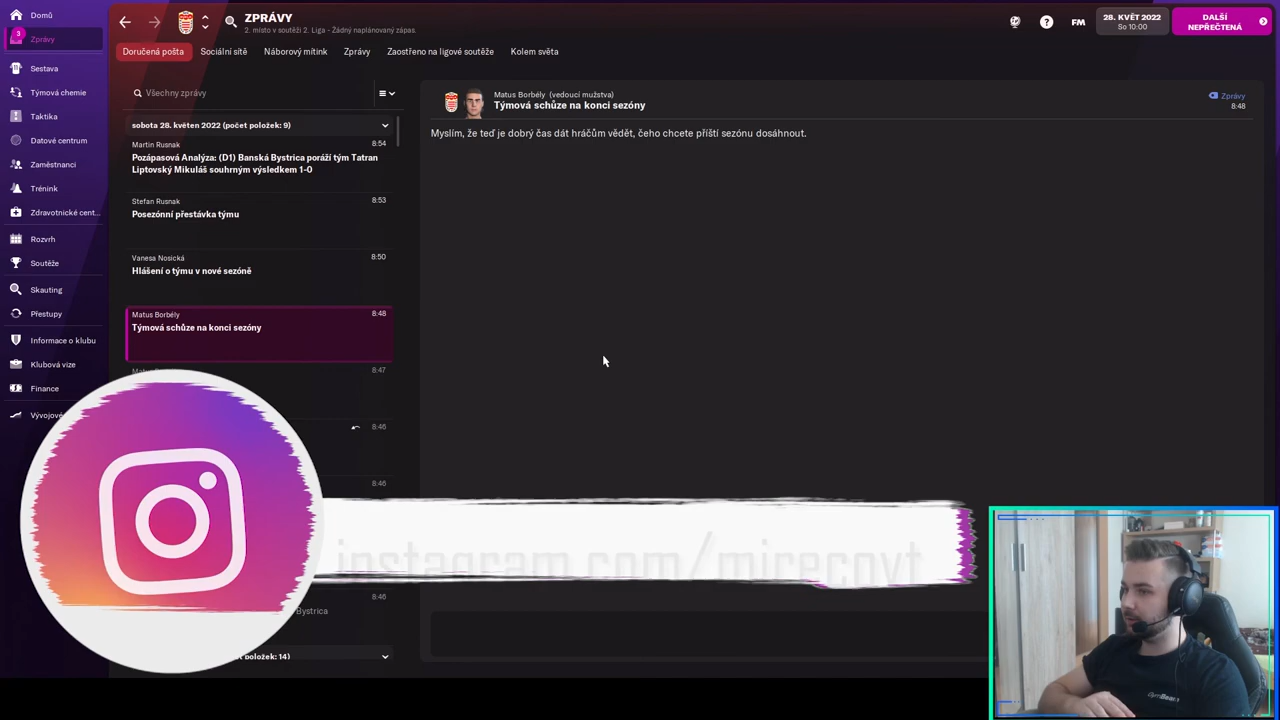 Domů
3
Zprávy
Sestava
Týmová chemie
Taktika
Datové centrum
Zaměstnanci
Trénink
Zdravotnické cent...
Rozvrh
Soutěže
Skauting
Přestupy
Informace o klubu
Klubová vize
Finance
Vývojové
ZPRÁVY
2. místo v soutěži 2. Liga - Žádný naplánovaný zápas.
FM
28. KVĚT 2022
So 10:00
DALŠÍ
NEPŘEČTENÁ
Doručená pošta
Sociální sítě
Náborový mítink
Zprávy
Zaostřeno na ligové soutěže
Kolem světa
Všechny zprávy
sobota 28. květen 2022 (počet položek: 9)
Martin Rusnak 8:54
Pozápasová Analýza: (D1) Banská Bystrica poráží tým Tatran
Liptovský Mikuláš souhrným výsledkem 1-0
Stefan Rusnak 8:53
Posezónní přestávka týmu
Vanesa Nosická 8:50
Hlášení o týmu v nové sezóně
Matus Borbély 8:48
Týmová schůze na konci sezóny
8:47
8:46
8:46
8:46
Bystrica
položek: 14)
Matus Borbély (vedoucí mužstva)
Týmová schůze na konci sezóny
Zprávy
8:48
Myslím, že teď je dobrý čas dát hráčům vědět, čeho chcete příští sezónu dosáhnout.
instagram.com/mirecoyt